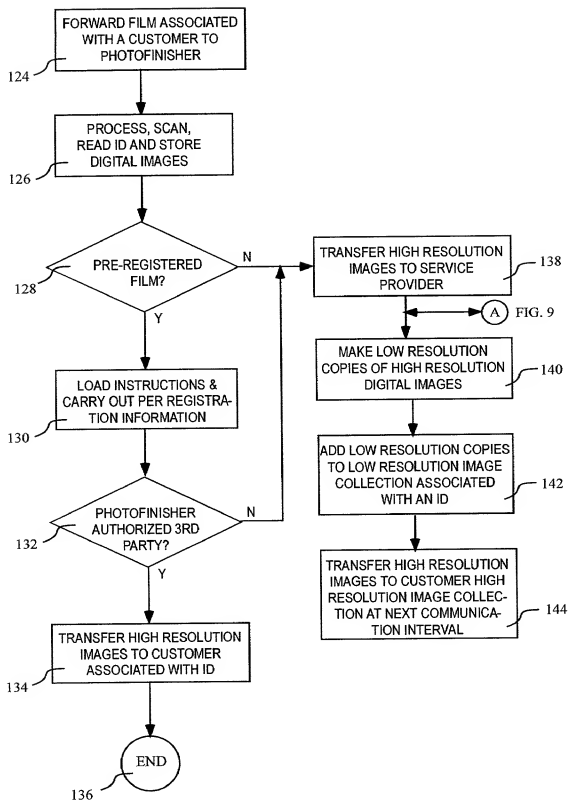 FORWARD FILM ASSOCIATED
WITH A CUSTOMER TO
PHOTOFINISHER
124
PROCESS, SCAN,
READ ID AND STORE
DIGITAL IMAGES
126
PRE-REGISTERED
FILM?
N
128
Y
LOAD INSTRUCTIONS &
CARRY OUT PER REGISTRA-
TION INFORMATION
130
PHOTOFINISHER
AUTHORIZED 3RD
PARTY?
N
132
Y
TRANSFER HIGH RESOLUTION
IMAGES TO CUSTOMER
ASSOCIATED WITH ID
134
END
136
TRANSFER HIGH RESOLUTION
IMAGES TO SERVICE
PROVIDER
138
A FIG. 9
MAKE LOW RESOLUTION
COPIES OF HIGH RESOLUTION
DIGITAL IMAGES
140
ADD LOW RESOLUTION COPIES
TO LOW RESOLUTION IMAGE
COLLECTION ASSOCIATED
WITH AN ID
142
TRANSFER HIGH RESOLUTION
IMAGES TO CUSTOMER HIGH
RESOLUTION IMAGE COLLEC-
TION AT NEXT COMMUNICA-
TION INTERVAL
144